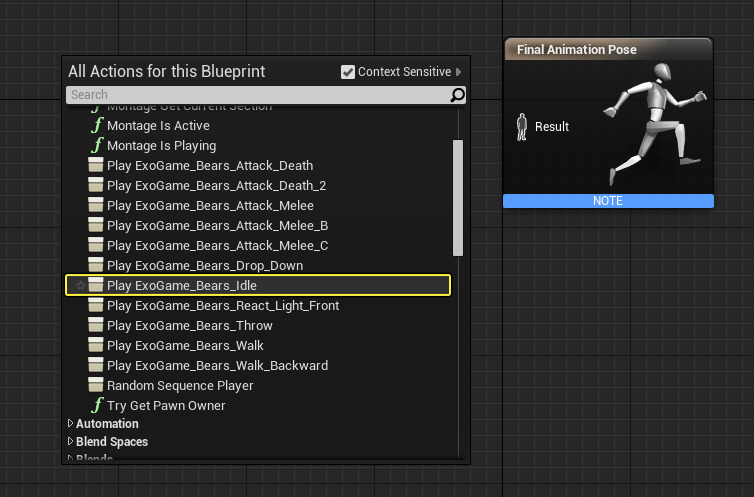 Final Animation Pose
All Actions for this Blueprint
Context Sensitive
Search
Montage Get Current Section
Montage Is Active
Result
Montage Is Playing
Play ExoGame_Bears_Attack_Death
Play ExoGame_Bears_Attack_Death_2
Play ExoGame_Bears_Attack_Melee
NOTE
Play ExoGame_Bears_Attack_Melee_B
Play ExoGame_Bears_Attack_Melee_C
Play ExoGame_Bears_Drop_Down
Play ExoGame_Bears_Idle
Play ExoGame_Bears_React_Light_Front
Play ExoGame_Bears_Throw
Play ExoGame_Bears_Walk
Play ExoGame_Bears_Walk_Backward
Random Sequence Player
Try Get Pawn Owner
Automation
Blend Spaces
Blends